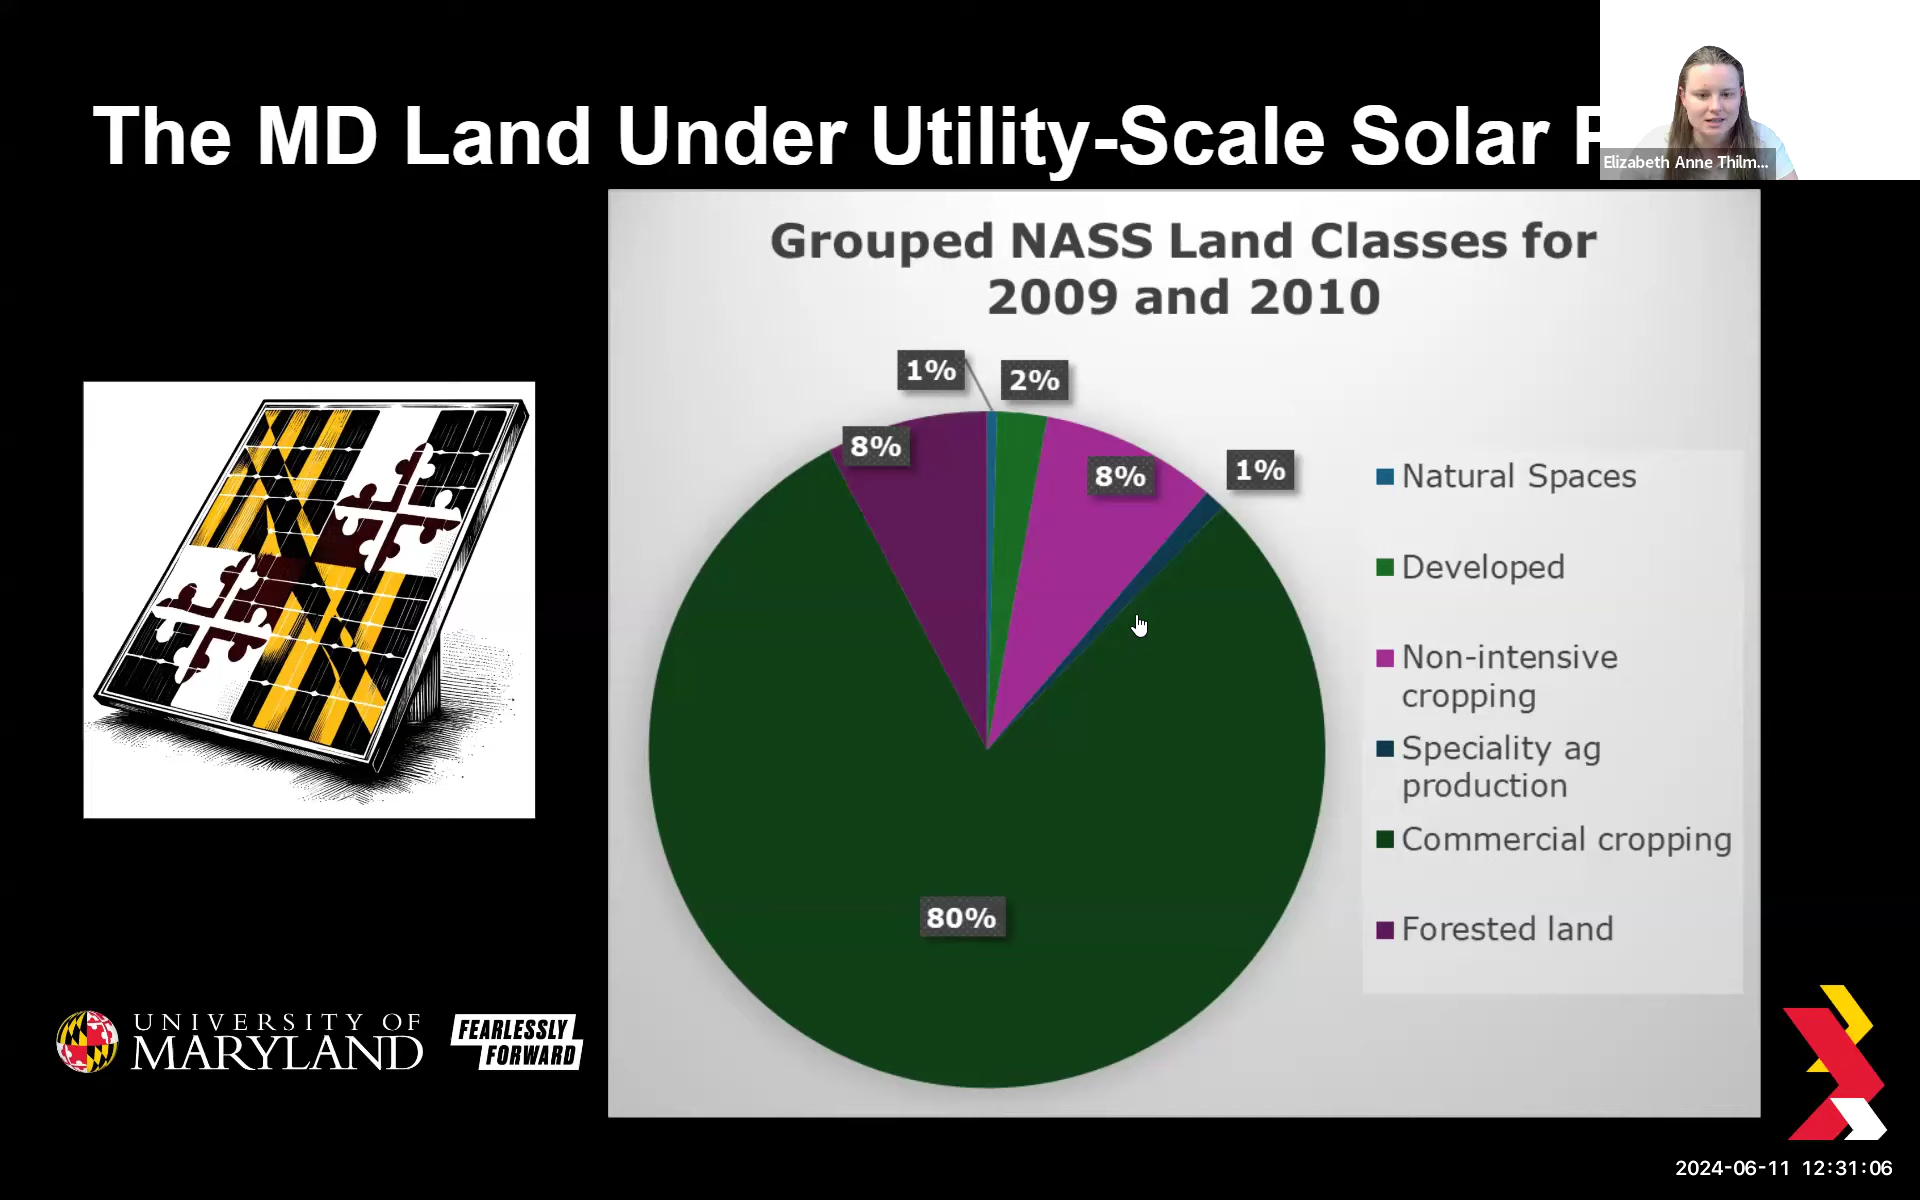 The MD Land Under Utility-Scale Solar
Elizabeth Anne Thilm...
Grouped NASS Land Classes for
2009 and 2010
1%
2%
8%
8%
1%
80%
Natural Spaces
Developed
Non-intensive
cropping
Speciality ag
production
Commercial cropping
Forested land
UNIVERSITY OF
MARYLAND
FEARLESSLY
FORWARD
2024-06-11 12:31:06